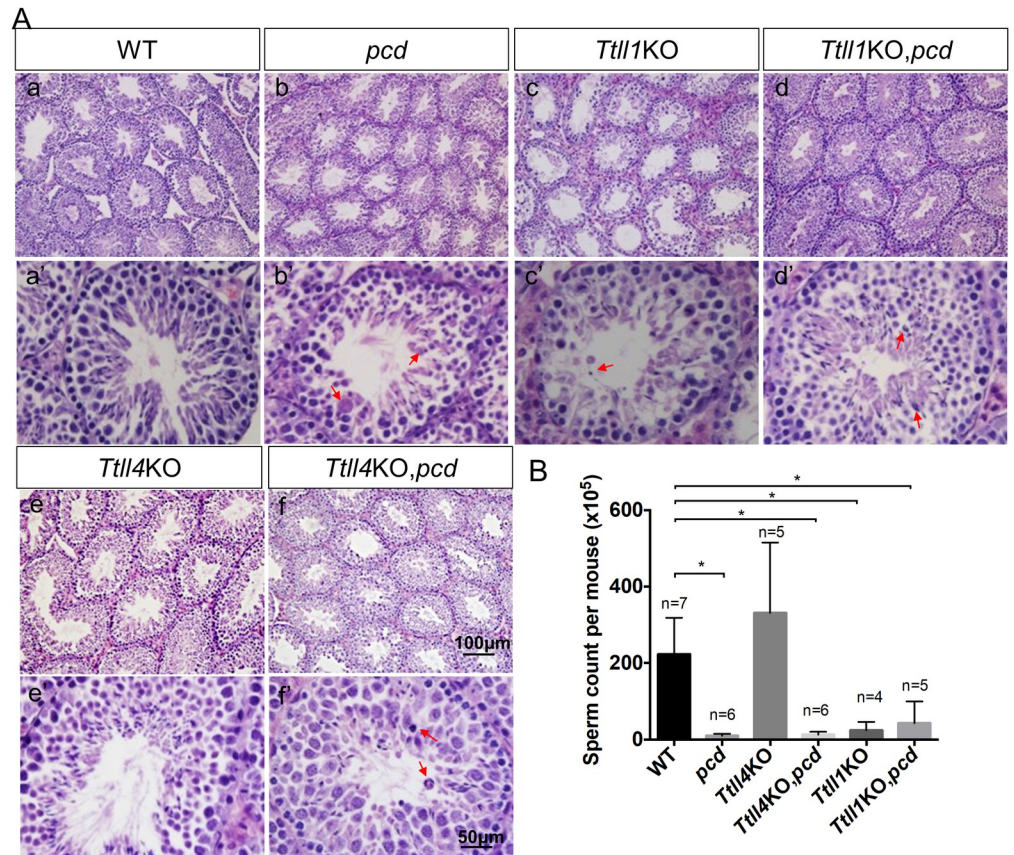 A
WT
pcd
Ttll1KO
Ttll1KO,pcd
a
b
c
d
a'
b'
c'
d'
Ttll4KO
Ttll4KO,pcd
e
f
100µm
e'
f'
50µm
B
Sperm count per mouse (x10⁵)
600
400
200
0
*
*
*
*
n=7
n=6
n=5
n=6
n=4
n=5
WT
pcd
Ttll4KO
Ttll4KO,pcd
Ttll1KO
Ttll1KO,pcd